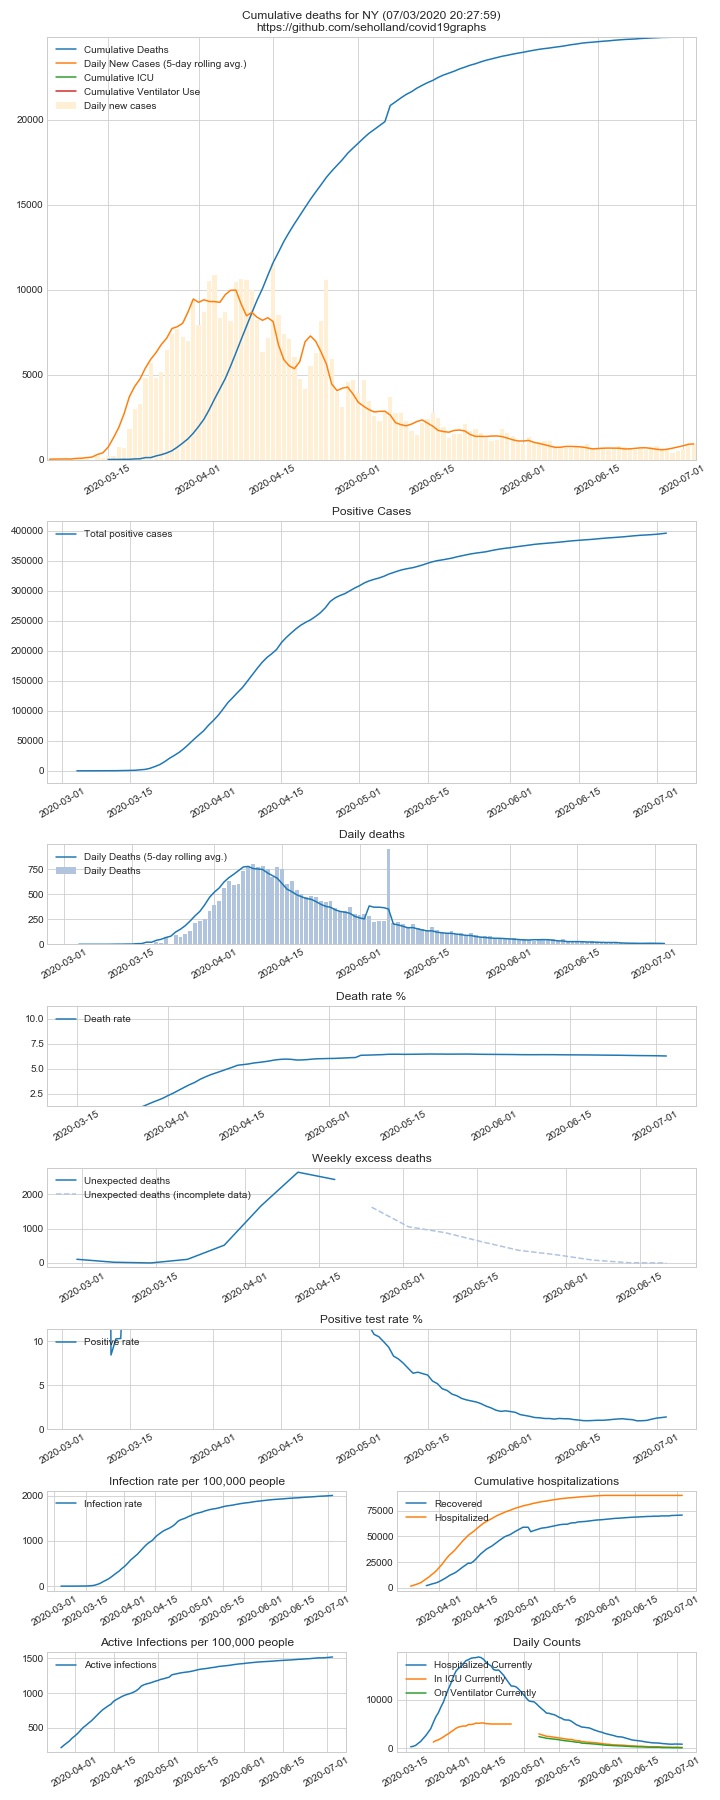 Cumulative deaths for NY (07/03/2020 20:27:59)
https://github.com/seholland/covid19graphs
Cumulative Deaths
Daily New Cases (5-day rolling avg.)
Cumulative ICU
Cumulative Ventilator Use
Daily new cases
20000
15000
10000
5000
0
2020-03-15 2020-04-01 2020-04-15 2020-05-01 2020-05-15 2020-06-01 2020-06-15 2020-07-01
Positive Cases
Total positive cases
400000
350000
300000
250000
200000
150000
100000
50000
0
2020-03-01 2020-03-15 2020-04-01 2020-04-15 2020-05-01 2020-05-15 2020-06-01 2020-06-15 2020-07-01
Daily deaths
Daily Deaths (5-day rolling avg.)
Daily Deaths
750
500
250
0
2020-03-01 2020-03-15 2020-04-01 2020-04-15 2020-05-01 2020-05-15 2020-06-01 2020-06-15 2020-07-01
Death rate %
Death rate
10.0
7.5
5.0
2.5
2020-03-15 2020-04-01 2020-04-15 2020-05-01 2020-05-15 2020-06-01 2020-06-15 2020-07-01
Weekly excess deaths
Unexpected deaths
Unexpected deaths (incomplete data)
2000
1000
0
2020-03-01 2020-03-15 2020-04-01 2020-04-15 2020-05-01 2020-05-15 2020-06-01 2020-06-15
Positive test rate %
Positive rate
10
5
0
2020-03-01 2020-03-15 2020-04-01 2020-04-15 2020-05-01 2020-05-15 2020-06-01 2020-06-15 2020-07-01
Infection rate per 100,000 people
Infection rate
2000
1000
0
2020-03-01 2020-03-15 2020-04-01 2020-04-15 2020-05-01 2020-05-15 2020-06-01 2020-06-15 2020-07-01
Cumulative hospitalizations
Recovered
Hospitalized
75000
50000
25000
0
2020-04-01 2020-04-15 2020-05-01 2020-05-15 2020-06-01 2020-06-15 2020-07-01
Active Infections per 100,000 people
Active infections
1500
1000
500
2020-04-01 2020-04-15 2020-05-01 2020-05-15 2020-06-01 2020-06-15 2020-07-01
Daily Counts
Hospitalized Currently
In ICU Currently
On Ventilator Currently
10000
0
2020-03-15 2020-04-01 2020-04-15 2020-05-01 2020-05-15 2020-06-01 2020-06-15 2020-07-01